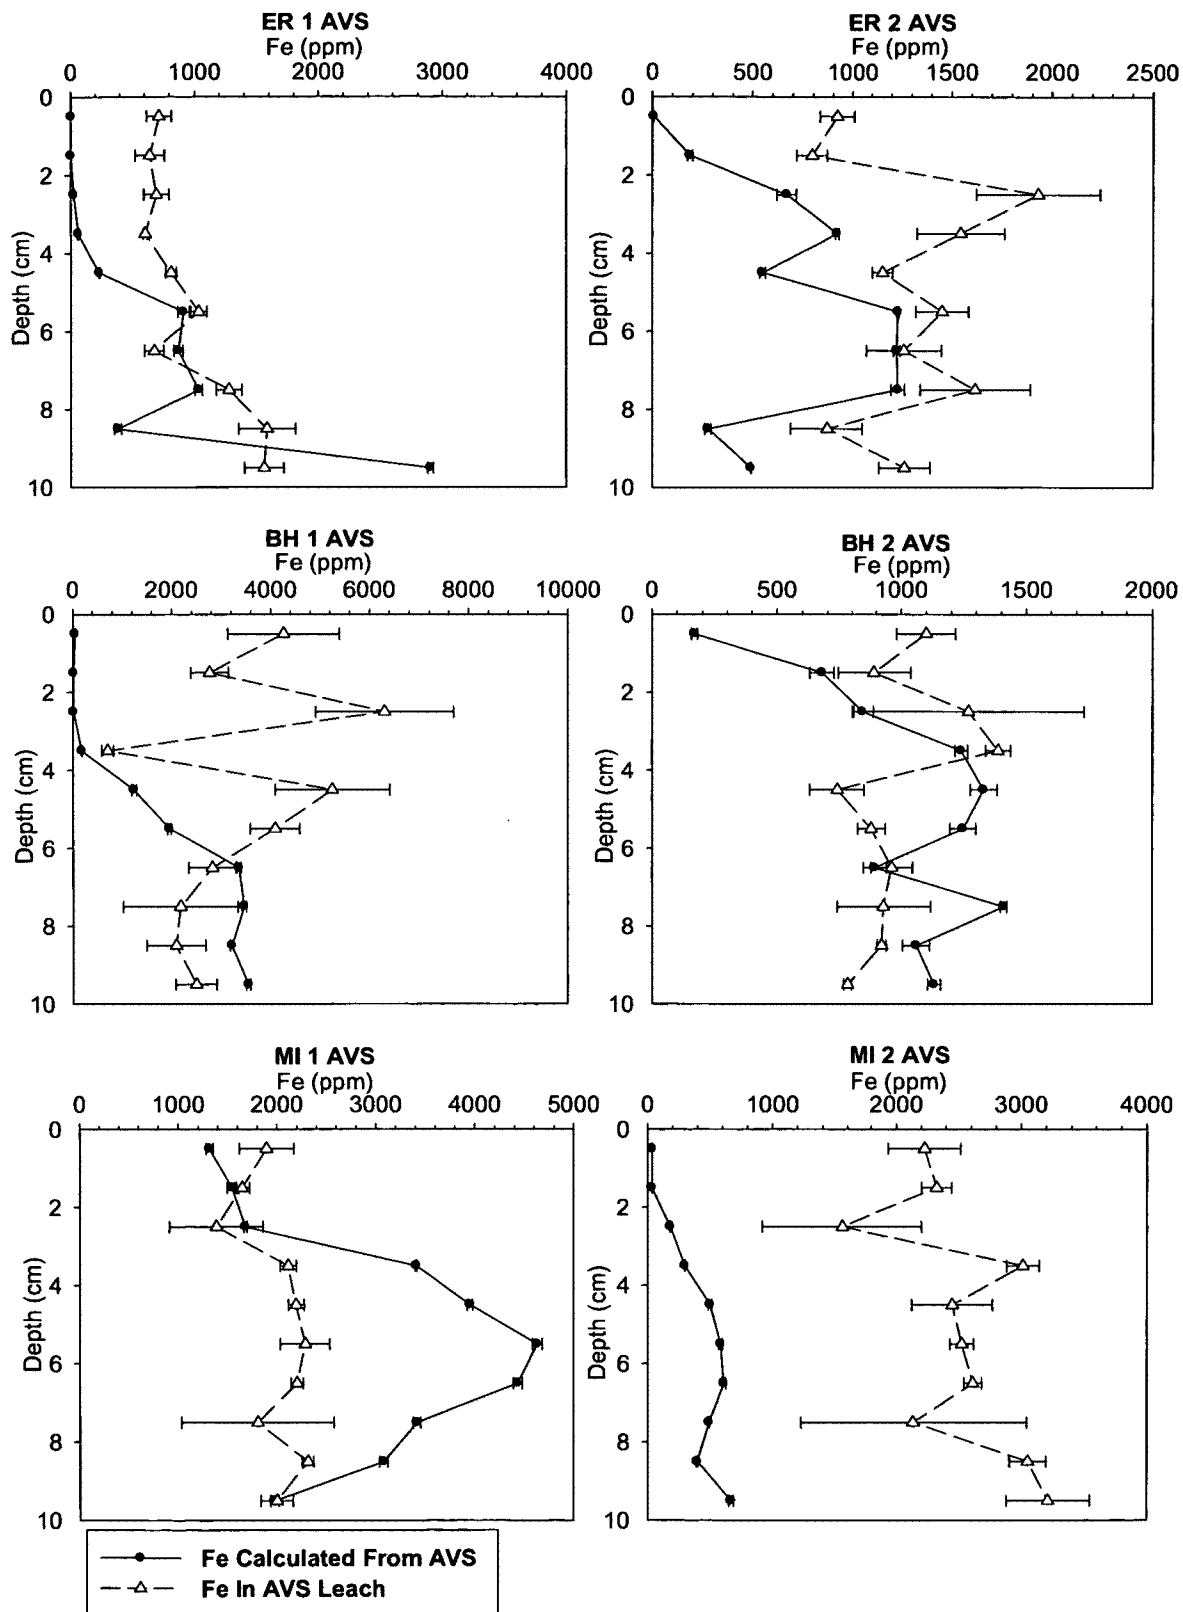 ER 1 AVS
Fe (ppm)
0 1000 2000 3000 4000
0
2
4
6
8
10
Depth (cm)
ER 2 AVS
Fe (ppm)
0 500 1000 1500 2000 2500
0
2
4
6
8
10
Depth (cm)
BH 1 AVS
Fe (ppm)
0 2000 4000 6000 8000 10000
0
2
4
6
8
10
Depth (cm)
BH 2 AVS
Fe (ppm)
0 500 1000 1500 2000
0
2
4
6
8
10
Depth (cm)
MI 1 AVS
Fe (ppm)
0 1000 2000 3000 4000 5000
0
2
4
6
8
10
Depth (cm)
MI 2 AVS
Fe (ppm)
0 1000 2000 3000 4000
0
2
4
6
8
10
Depth (cm)
Fe Calculated From AVS
Fe In AVS Leach